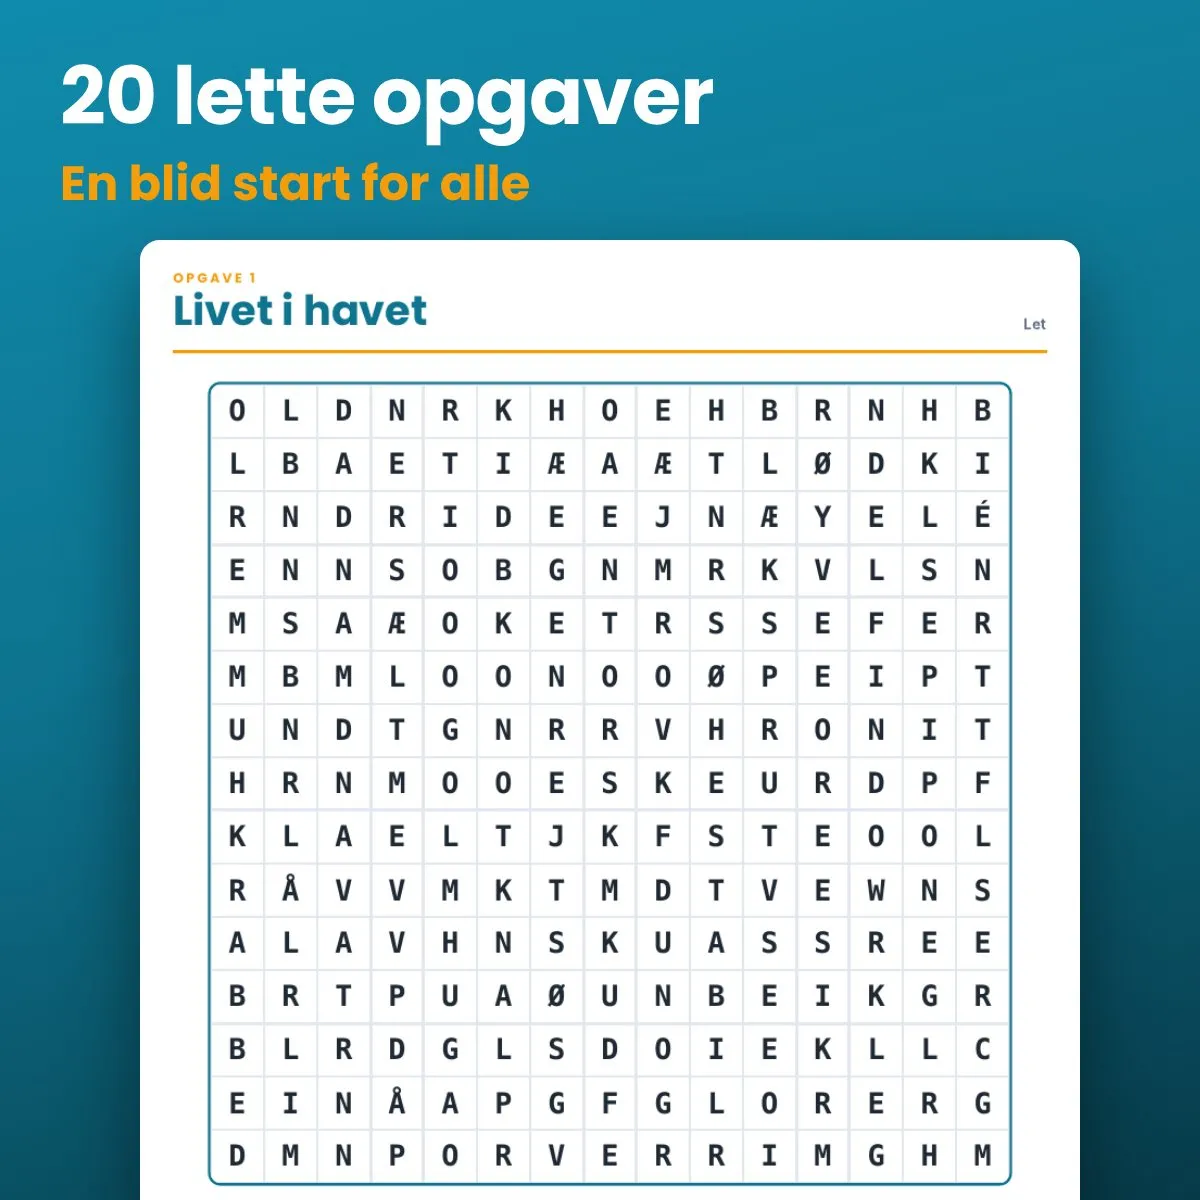 20 lette opgaver
En blid start for alle
OPGAVE 1
Livet i havet
Let
O L D N R K H O E H B R N H B
L B A E T I Æ A Æ T L Ø D K I
R N D R I D E E J N Æ Y E L É
E N N S O B G N M R K V L S N
M S A Æ O K E T R S S E F E R
M B M L O O N O O Ø P E I P T
U N D T G N R R V H R O N I T
H R N M O O E S K E U R D P F
K L A E L T J K F S T E O O L
R Å V V M K T M D T V E W N S
A L A V H N S K U A S S R E E
B R T P U A Ø U N B E I K G R
B L R D G L S D O I E K L L C
E I N Å A P G F G L O R E R G
D M N P O R V E R R I M G H M